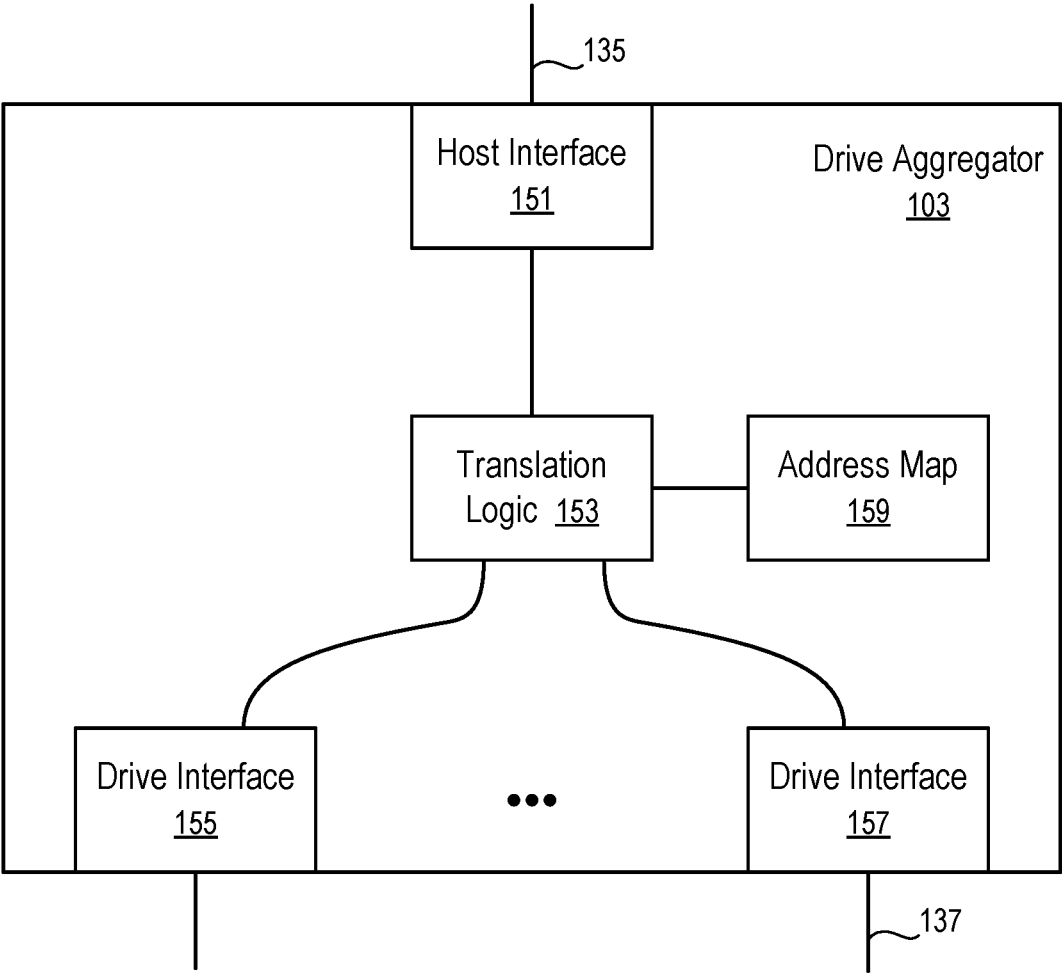 135
Host Interface
151
Drive Aggregator
103
Translation
Logic 153
Address Map
159
Drive Interface
155
Drive Interface
157
137